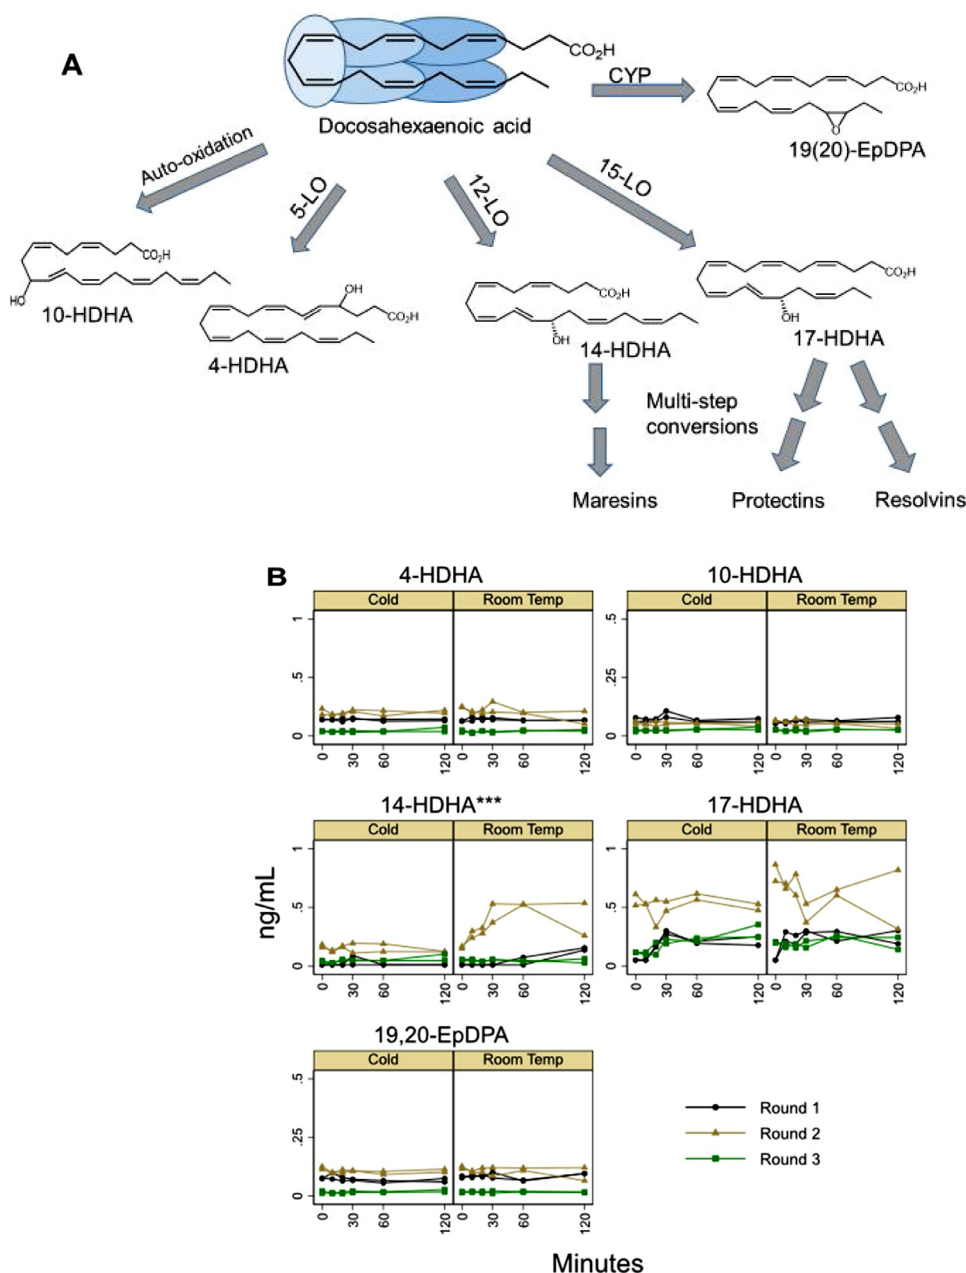 A
CO₂H
CYP
CO₂H
Docosahexaenoic acid
19(20)-EpDPA
Auto-oxidation
5-LO
12-LO
15-LO
CO₂H
HO
10-HDHA
OH
CO₂H
4-HDHA
CO₂H
OH
14-HDHA
CO₂H
OH
17-HDHA
O
Multi-step
conversions
Maresins
Protectins
Resolvins
B
4-HDHA
Cold
Room Temp
1
.5
0
0 30 60 120
0 30 60 120
10-HDHA
Cold
Room Temp
.5
.25
0
0 30 60 120
0 30 60 120
14-HDHA***
Cold
Room Temp
1
.5
0
0 30 60 120
0 30 60 120
17-HDHA
Cold
Room Temp
1
.5
0
0 30 60 120
0 30 60 120
ng/mL
19,20-EpDPA
Cold
Room Temp
.5
.25
0
0 30 60 120
0 30 60 120
Round 1
Round 2
Round 3
Minutes